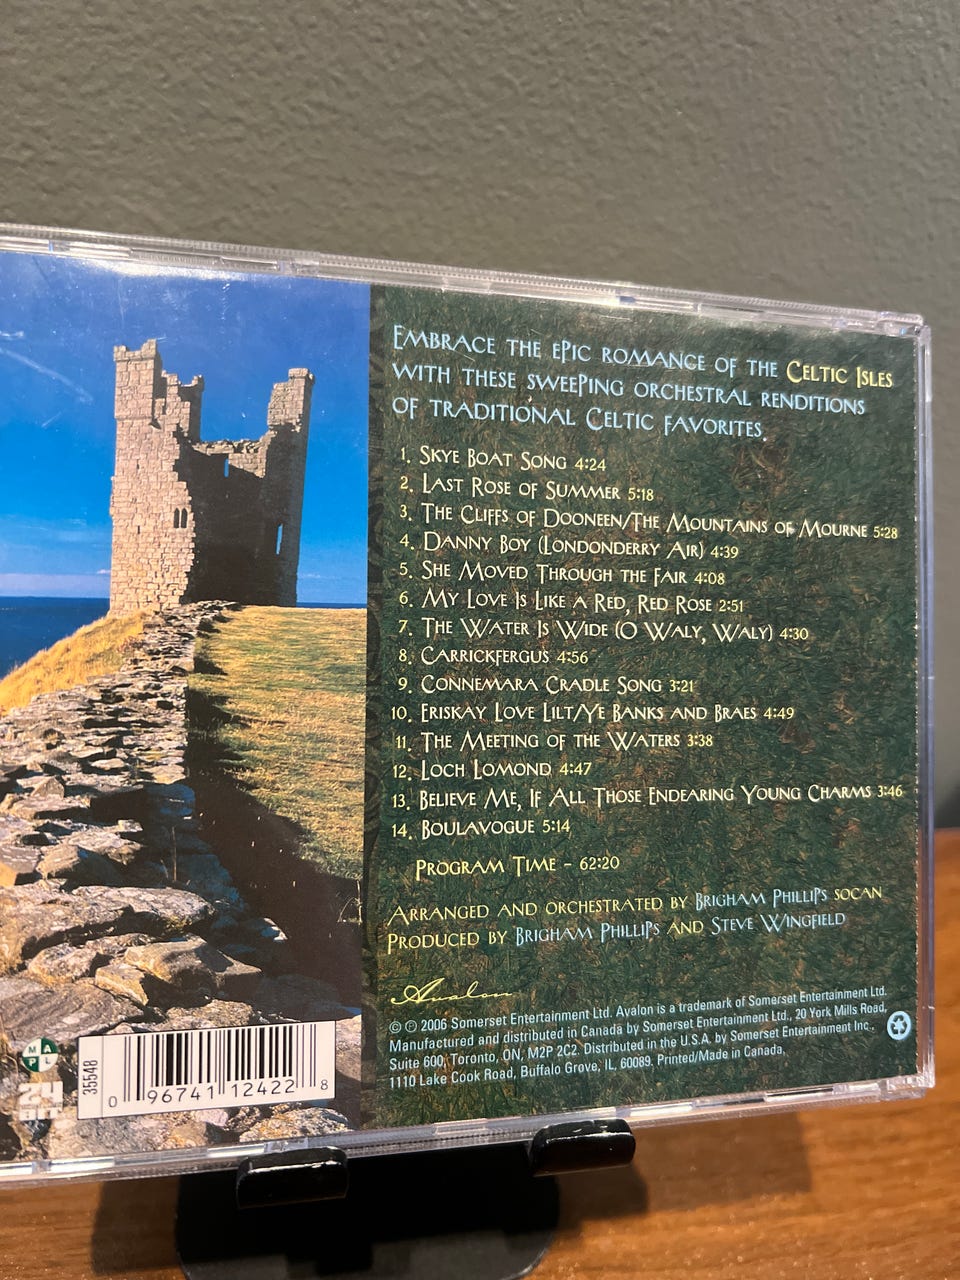 Embrace the epic romance of the Celtic Isles
with these sweeping orchestral renditions
of traditional Celtic favorites.
1. Skye Boat Song 4:24
2. Last Rose of Summer 5:18
3. The Cliffs of Dooneen/The Mountains of Mourne 5:28
4. Danny Boy (Londonderry Air) 4:39
5. She Moved Through the Fair 4:08
6. My Love Is Like a Red, Red Rose 2:51
7. The Water Is Wide (O Waly, Waly) 4:30
8. Carrickfergus 4:56
9. Connemara Cradle Song 3:21
10. Eriskay Love Lilt/Ye Banks and Braes 4:49
11. The Meeting of the Waters 3:38
12. Loch Lomond 4:47
13. Believe Me, If All Those Endearing Young Charms 3:46
14. Boulavogue 5:14
Program Time - 62:20
Arranged and orchestrated by Brigham Phillips SOCAN
Produced by Brigham Phillips and Steve Wingfield
Avalon
© ℗ 2006 Somerset Entertainment Ltd. Avalon is a trademark of Somerset Entertainment Ltd.
Manufactured and distributed in Canada by Somerset Entertainment Ltd., 20 York Mills Road,
Suite 600, Toronto, ON, M2P 2C2. Distributed in the U.S.A. by Somerset Entertainment Inc.,
1110 Lake Cook Road, Buffalo Grove, IL, 60089. Printed/Made in Canada.
M A
P L
24
35548
0 96741 12422 8